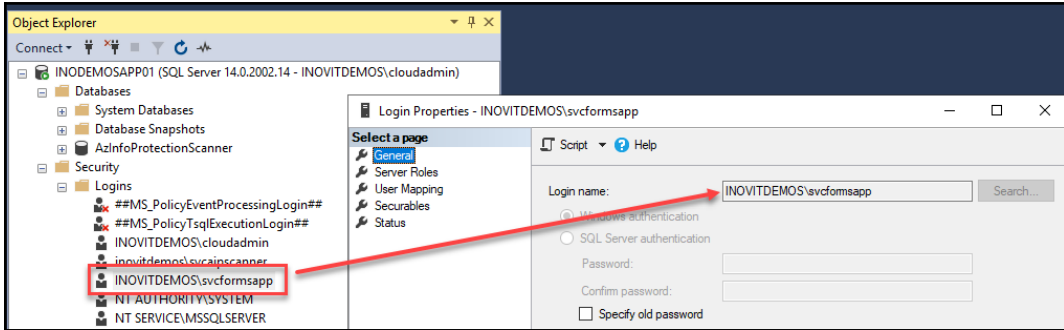 Object Explorer
Connect
INODEMOSAPP01 (SQL Server 14.0.2002.14 - INOVITDEMOS\cloudadmin)
Databases
System Databases
Database Snapshots
AzInfoProtectionScanner
Security
Logins
##MS_PolicyEventProcessingLogin##
##MS_PolicyTsqlExecutionLogin##
INOVITDEMOS\cloudadmin
inovitdemos\svcaipscanner
INOVITDEMOS\svcformsapp
NT AUTHORITY\SYSTEM
NT SERVICE\MSSQLSERVER
Login Properties - INOVITDEMOS\svcformsapp
Select a page
General
Server Roles
User Mapping
Securables
Status
Script
Help
Login name:
INOVITDEMOS\svcformsapp
Search...
Windows authentication
SQL Server authentication
Password:
Confirm password:
Specify old password